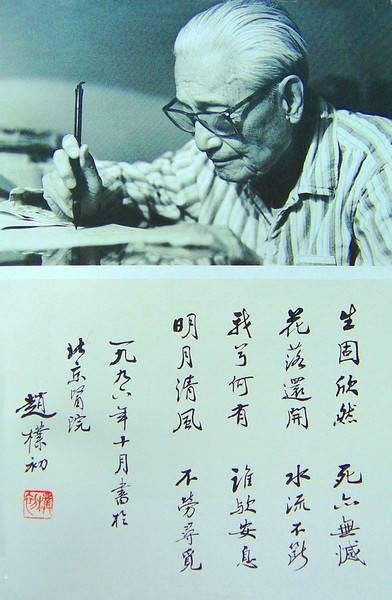 生固欣然 死亦無憾
花落還開 水流不斷
我兮何有 誰歟安息
明月清風 不勞尋覓
一九九六年十月書於
北京醫院
趙樸初